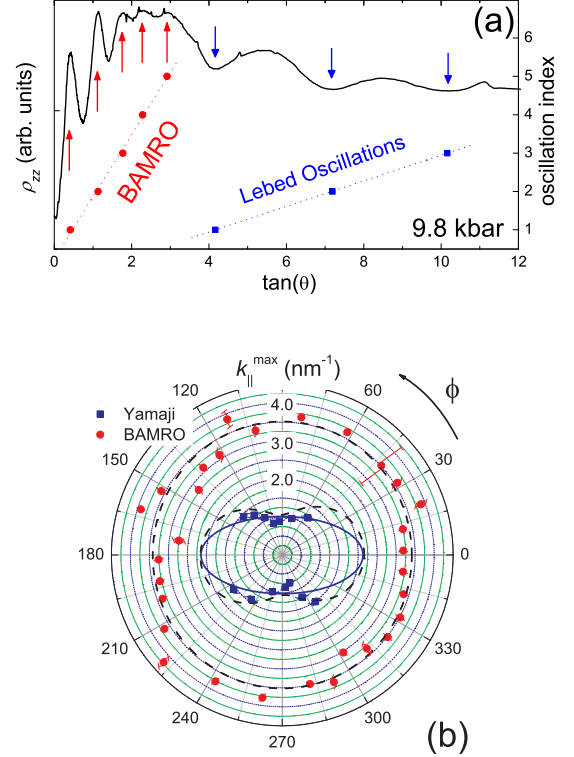 (a)
ρzz (arb. units)
BAMRO
Lebed Oscillations
9.8 kbar
6
5
4
3
2
1
oscillation index
0 2 4 6 8 10 12
tan(θ)
k||^max (nm^-1)
ϕ
Yamaji
BAMRO
4.0
3.0
2.0
0
30
60
120
150
180
210
240
270
300
330
(b)